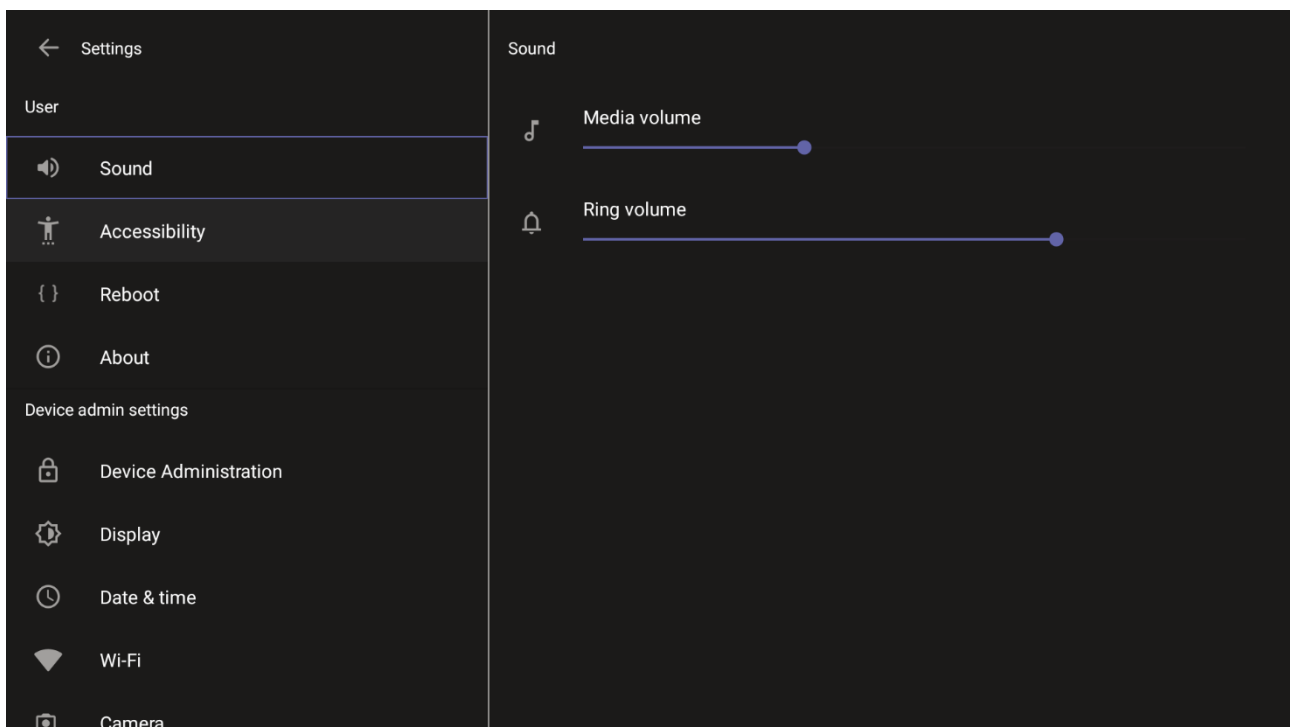 Settings
User
Sound
Accessibility
Reboot
About
Device admin settings
Device Administration
Display
Date & time
Wi-Fi
Camera
Sound
Media volume
Ring volume